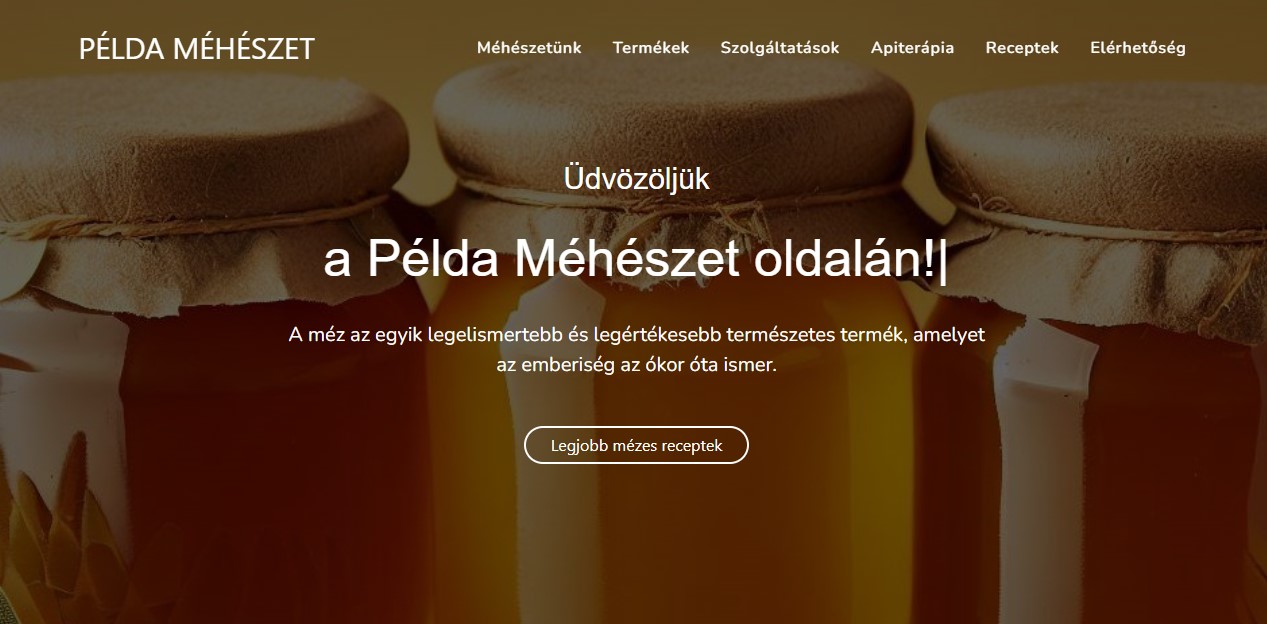 PÉLDA MÉHÉSZET
Méhészetünk Termékek Szolgáltatások Apiterápia Receptek Elérhetőség
Üdvözöljük
a Példa Méhészet oldalán!|
A méz az egyik legelismertebb és legértékesebb természetes termék, amelyet
az emberiség az ókor óta ismer.
Legjobb mézes receptek